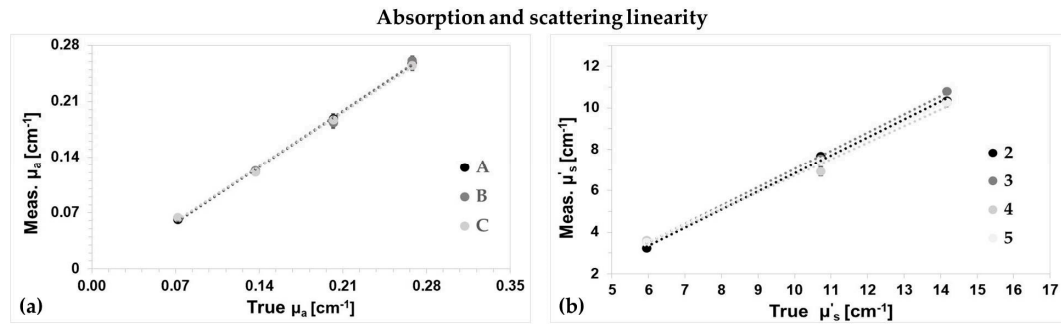 Absorption and scattering linearity
Meas. μa [cm-1]
0.28
0.21
0.14
0.07
0
A
B
C
0.00 0.07 0.14 0.21 0.28 0.35
(a)
True μa [cm-1]
Meas. μ's [cm-1]
12
10
8
6
4
2
2
3
4
5
5 6 7 8 9 10 11 12 13 14 15 16 17
(b)
True μ's [cm-1]